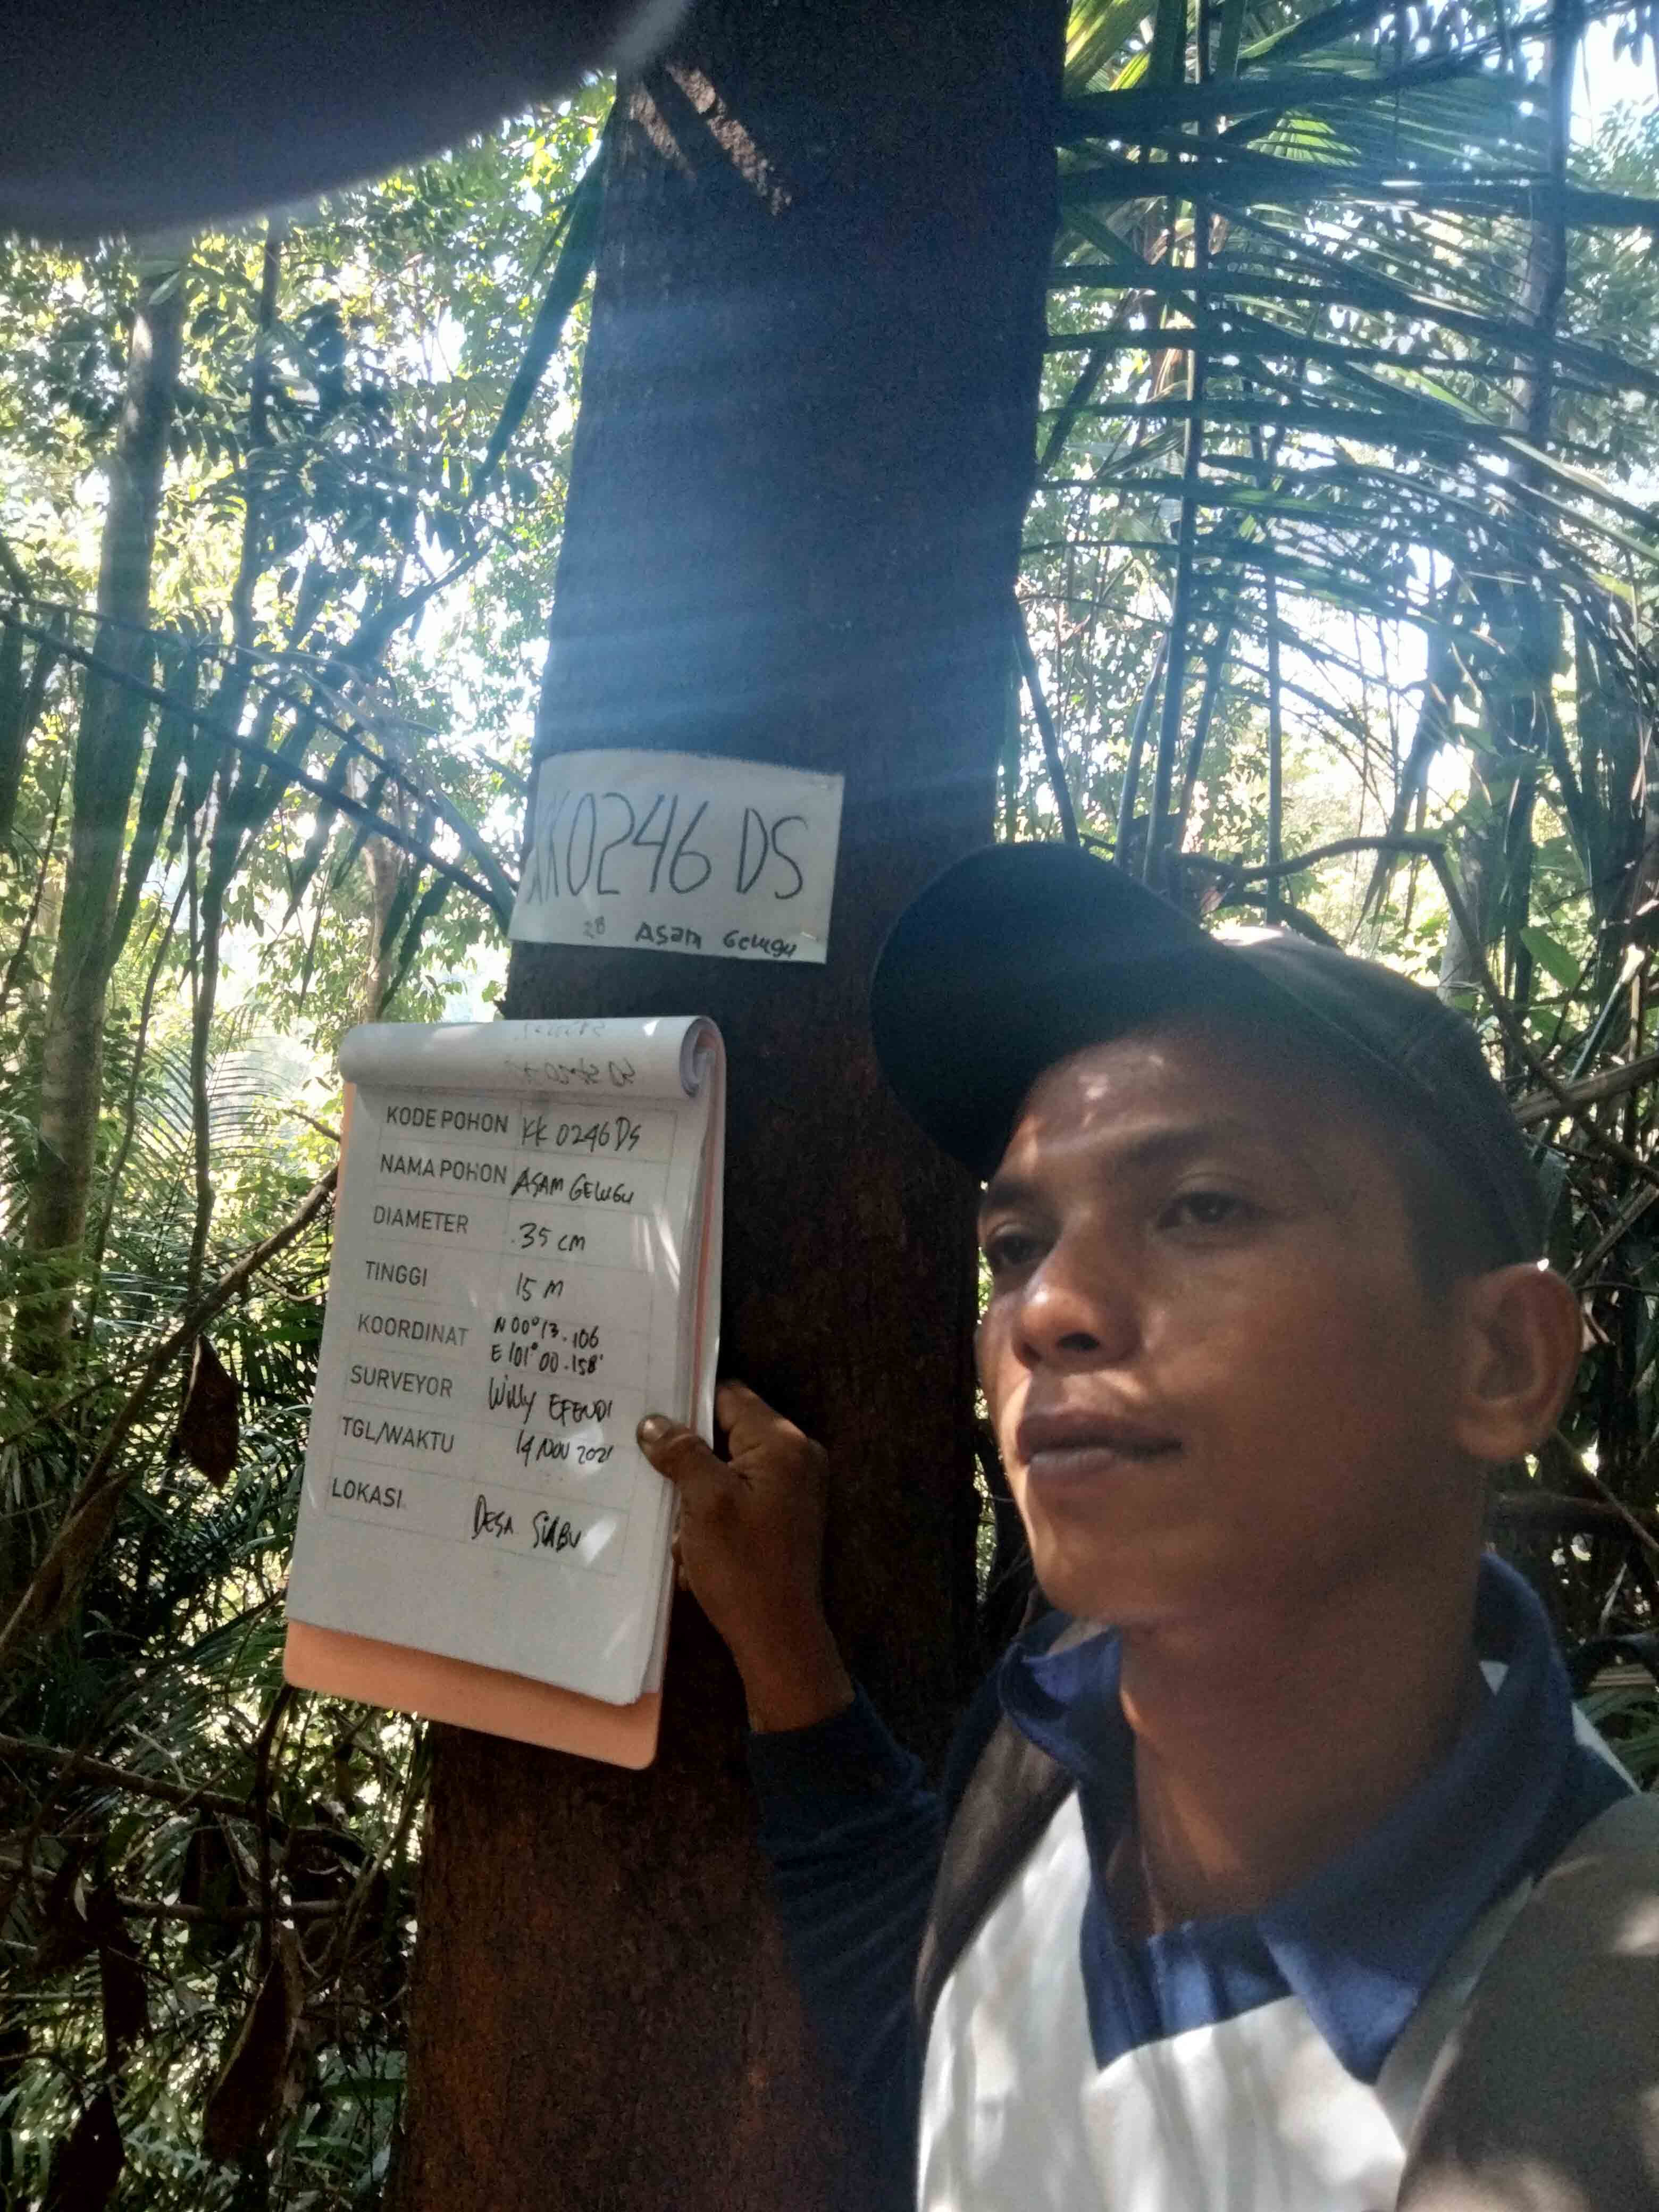 KK0246 DS
28 Asam Gelugu
KODE POHON KK 0246 DS
NAMA POHON ASAM GELUGU
DIAMETER 35 CM
TINGGI 15 M
KOORDINAT N 00° 13.106
E 101° 00.158'
SURVEYOR Willy EFENDI
TGL/WAKTU 14 NOV 2021
LOKASI DESA SIABU